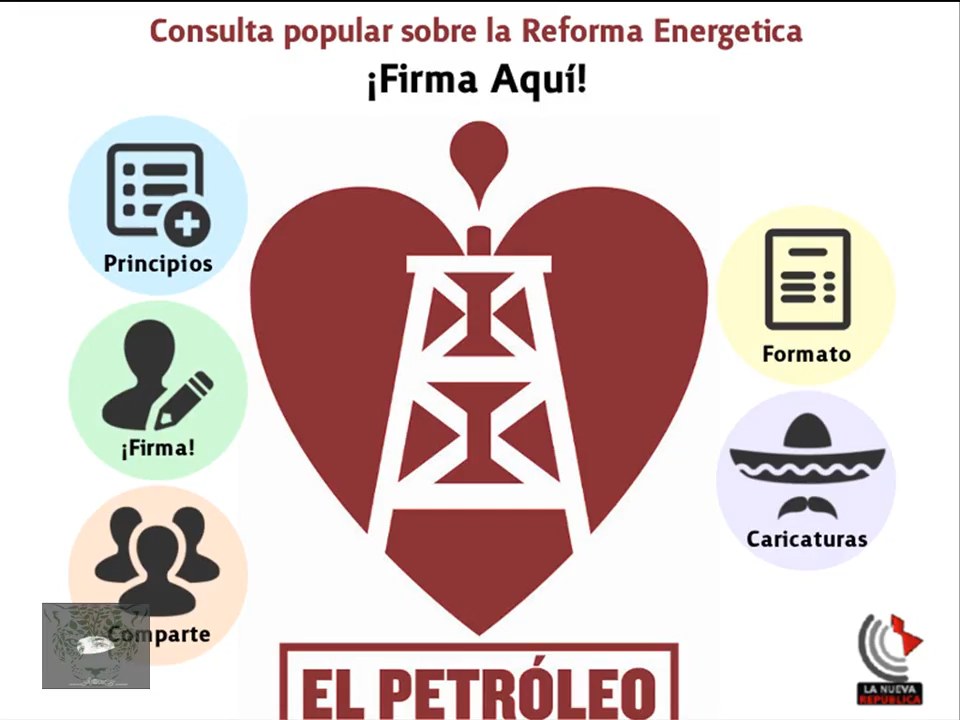 Consulta popular sobre la Reforma Energetica
¡Firma Aquí!
Principios
¡Firma!
Comparte
Formato
Caricaturas
EL PETRÓLEO
LA NUEVA
REPÚBLICA